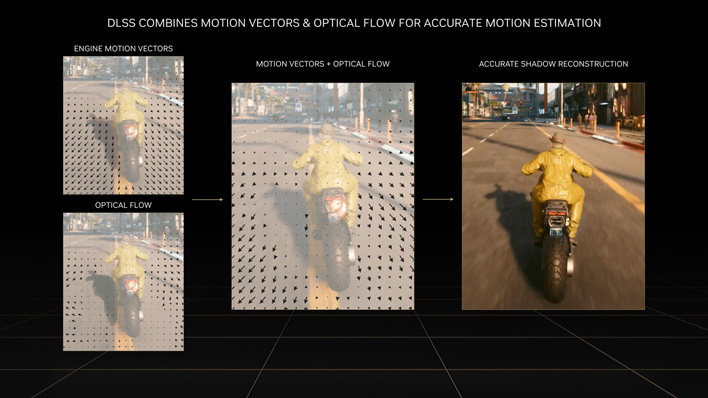 DLSS COMBINES MOTION VECTORS & OPTICAL FLOW FOR ACCURATE MOTION ESTIMATION
ENGINE MOTION VECTORS
OPTICAL FLOW
MOTION VECTORS + OPTICAL FLOW
ACCURATE SHADOW RECONSTRUCTION